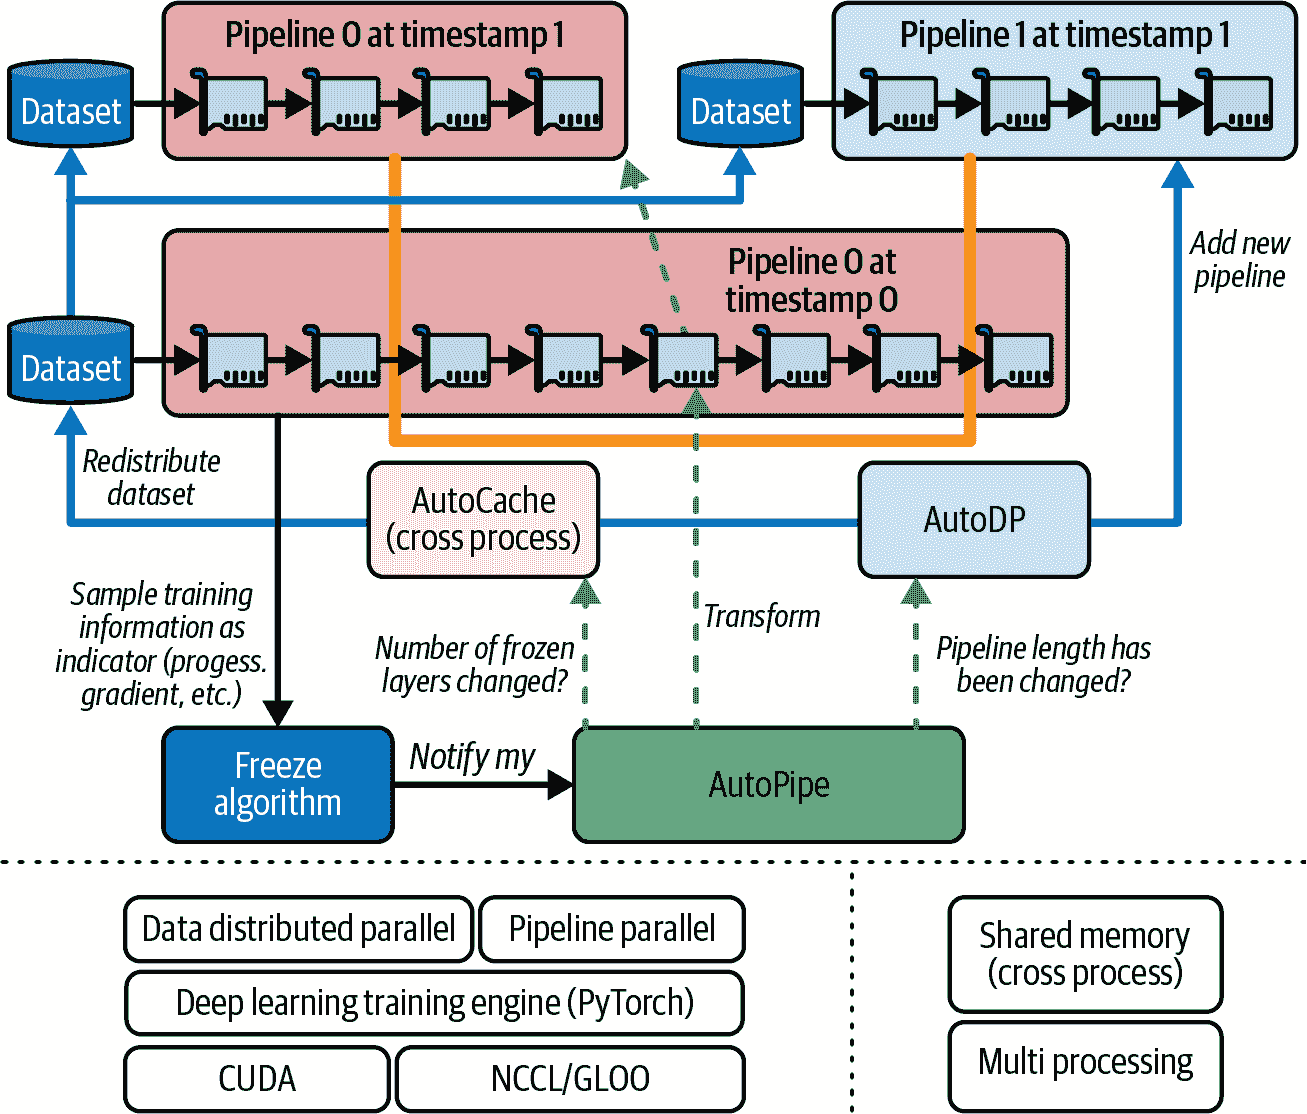 Pipeline 0 at timestamp 1
Pipeline 1 at timestamp 1
Dataset
Dataset
Add new
pipeline
Pipeline 0 at
timestamp 0
Dataset
Redistribute
dataset
AutoCache
(cross process)
AutoDP
Sample training
information as
indicator (progess.
gradient, etc.)
Number of frozen
layers changed?
Transform
Pipeline length has
been changed?
Freeze
algorithm
Notify my
AutoPipe
Data distributed parallel
Pipeline parallel
Deep learning training engine (PyTorch)
CUDA
NCCL/GLOO
Shared memory
(cross process)
Multi processing